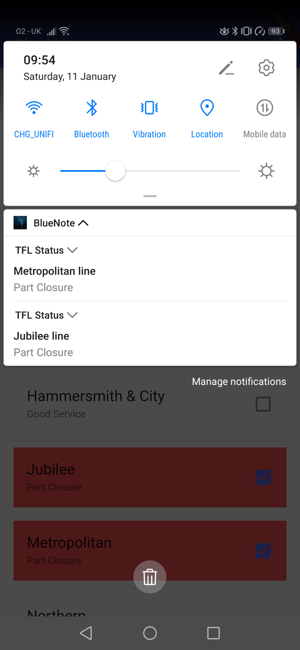 O2 - UK
93
09:54
Saturday, 11 January
CHG_UNIFI
Bluetooth
Vibration
Location
Mobile data
BlueNote
TFL Status
Metropolitan line
Part Closure
TFL Status
Jubilee line
Part Closure
Manage notifications
Hammersmith & City
Good Service
Jubilee
Part Closure
Metropolitan
Part Closure
Northern